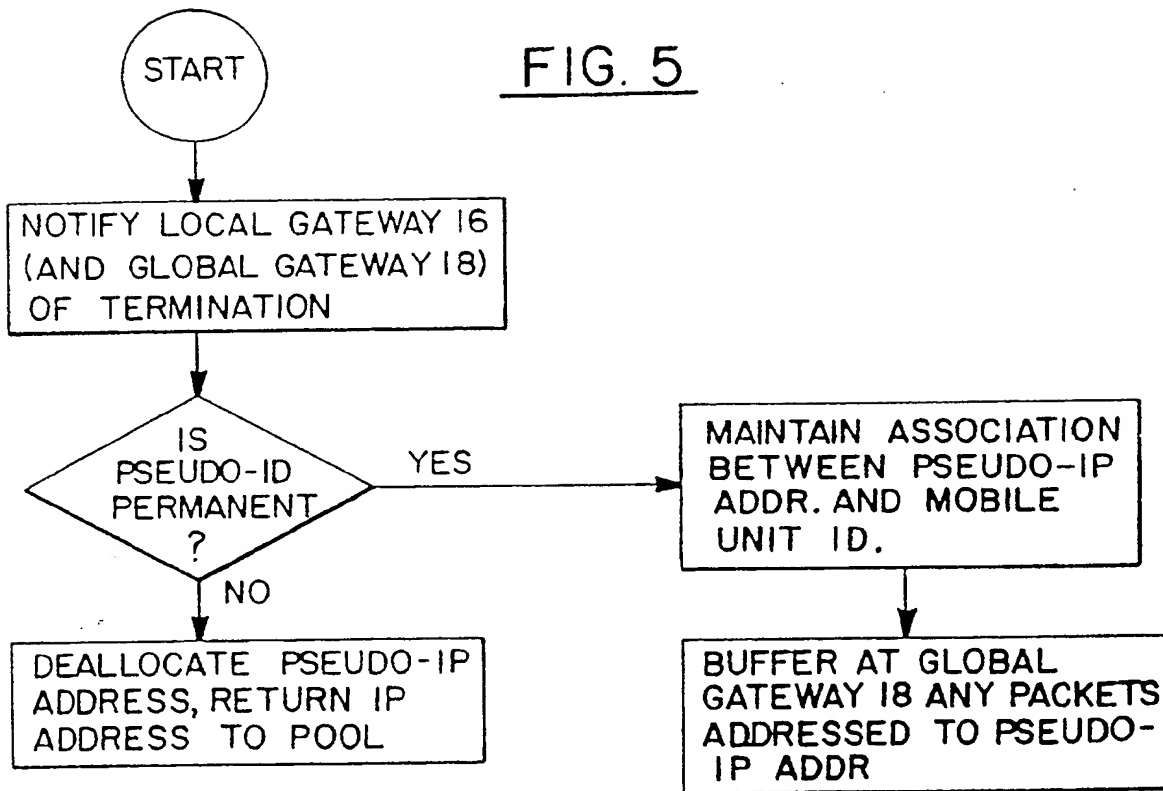 START
FIG. 5
NOTIFY LOCAL GATEWAY 16
(AND GLOBAL GATEWAY 18)
OF TERMINATION
IS
PSEUDO-ID
PERMANENT
?
YES
NO
MAINTAIN ASSOCIATION
BETWEEN PSEUDO-IP
ADDR. AND MOBILE
UNIT ID.
DEALLOCATE PSEUDO-IP
ADDRESS, RETURN IP
ADDRESS TO POOL
BUFFER AT GLOBAL
GATEWAY 18 ANY PACKETS
ADDRESSED TO PSEUDO-
IP ADDR